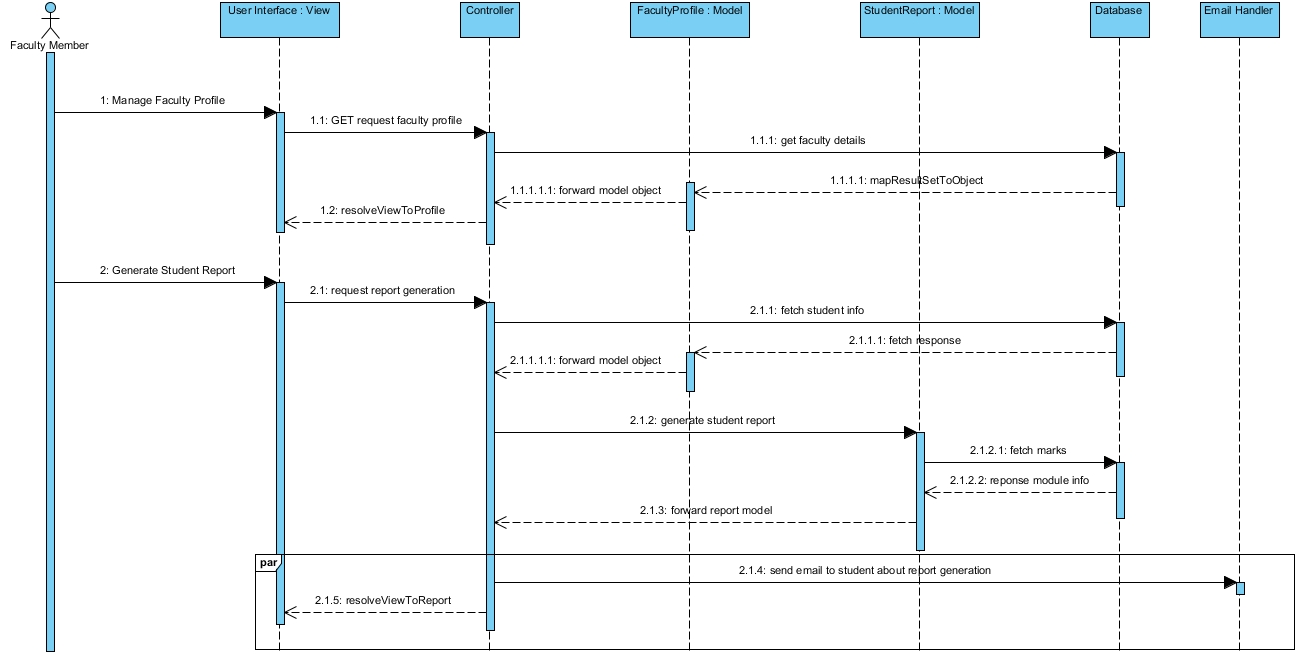 User Interface : View
Controller
FacultyProfile : Model
StudentReport : Model
Database
Email Handler
Faculty Member
1: Manage Faculty Profile
1.1: GET request faculty profile
1.1.1: get faculty details
1.1.1.1: mapResultSetToObject
1.1.1.1.1: forward model object
1.2: resolveViewToProfile
2: Generate Student Report
2.1: request report generation
2.1.1: fetch student info
2.1.1.1: fetch response
2.1.1.1.1: forward model object
2.1.2: generate student report
2.1.2.1: fetch marks
2.1.2.2: reponse module info
2.1.3: forward report model
par
2.1.4: send email to student about report generation
2.1.5: resolveViewToReport